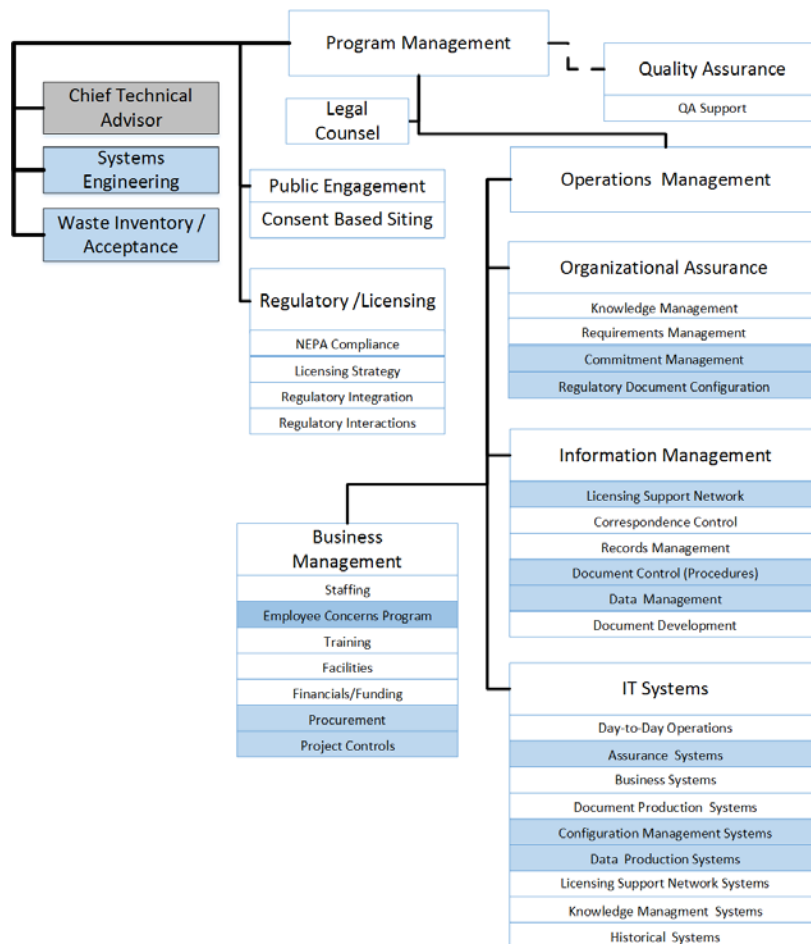 Program Management
Quality Assurance
QA Support
Chief Technical
Advisor
Legal
Counsel
Systems
Engineering
Public Engagement
Consent Based Siting
Operations Management
Waste Inventory /
Acceptance
Organizational Assurance
Knowledge Management
Requirements Management
Commitment Management
Regulatory Document Configuration
Regulatory /Licensing
NEPA Compliance
Licensing Strategy
Regulatory Integration
Regulatory Interactions
Information Management
Licensing Support Network
Correspondence Control
Records Management
Document Control (Procedures)
Data Management
Document Development
Business
Management
Staffing
Employee Concerns Program
Training
Facilities
Financials/Funding
Procurement
Project Controls
IT Systems
Day-to-Day Operations
Assurance Systems
Business Systems
Document Production Systems
Configuration Management Systems
Data Production Systems
Licensing Support Network Systems
Knowledge Managment Systems
Historical Systems